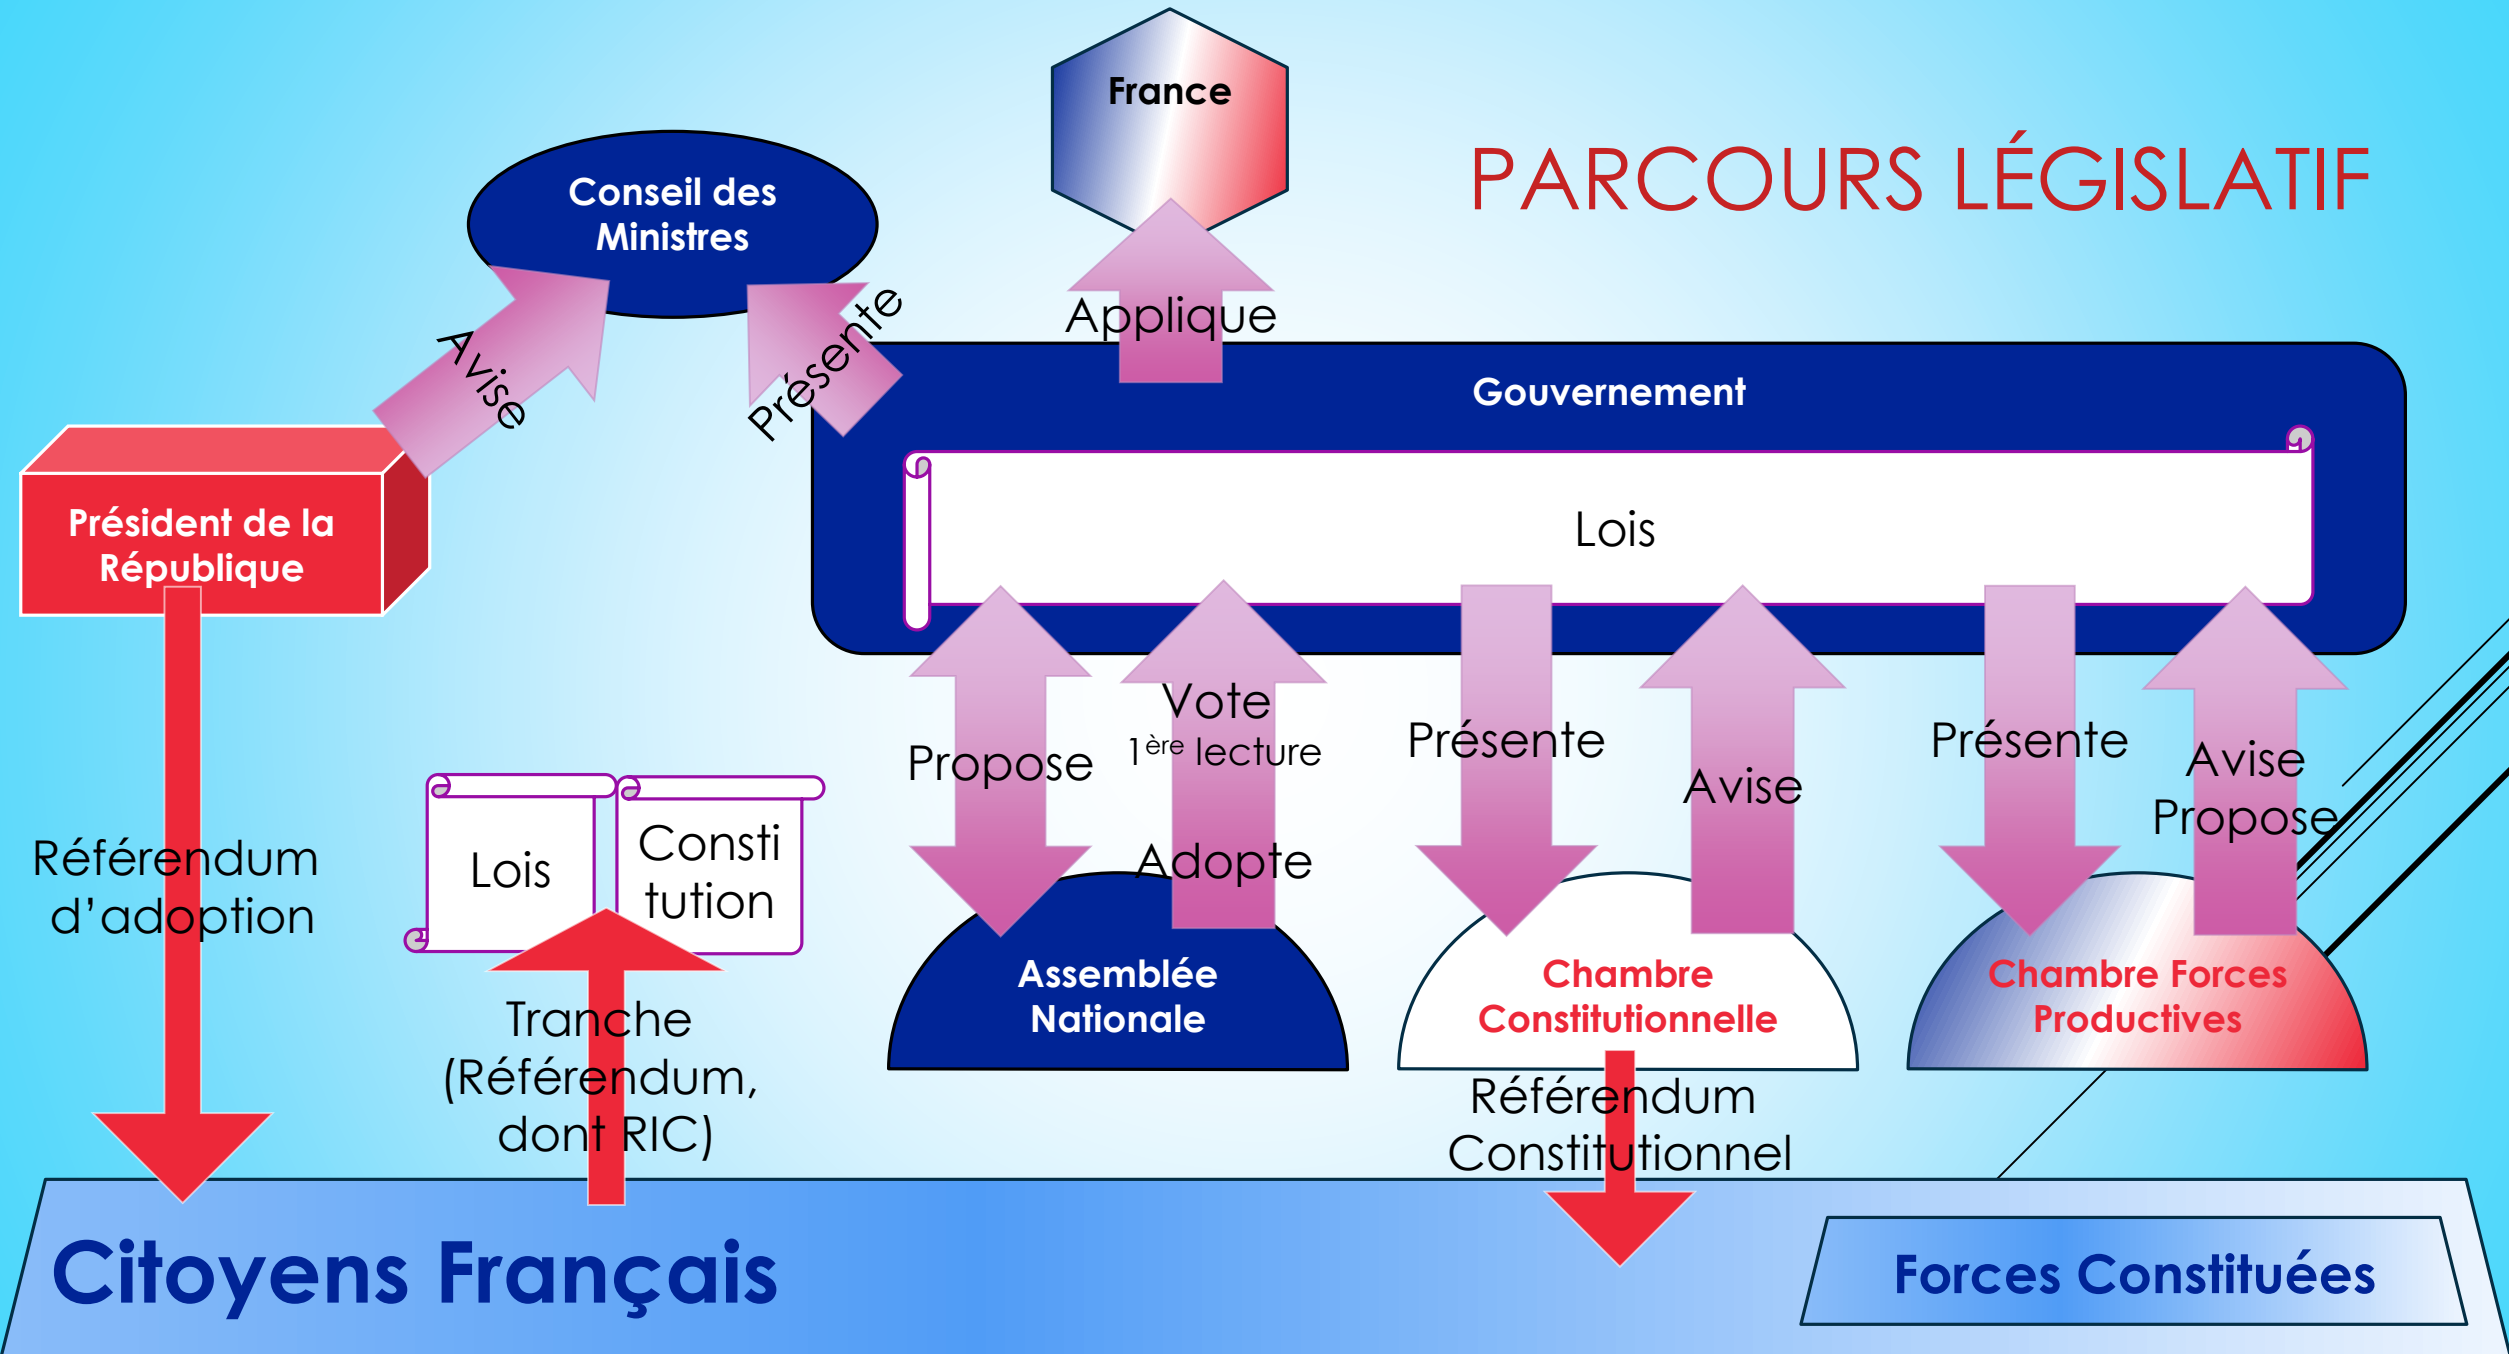 France
PARCOURS LÉGISLATIF
Conseil des
Ministres
Avise
Présente
Applique
Gouvernement
Lois
Président de la
République
Propose
Vote
1ère lecture
Adopte
Présente
Avise
Présente
Avise
Propose
Référendum
d’adoption
Lois
Consti
tution
Tranche
(Référendum,
dont RIC)
Assemblée
Nationale
Chambre
Constitutionnelle
Chambre Forces
Productives
Référendum
Constitutionnel
Citoyens Français
Forces Constituées